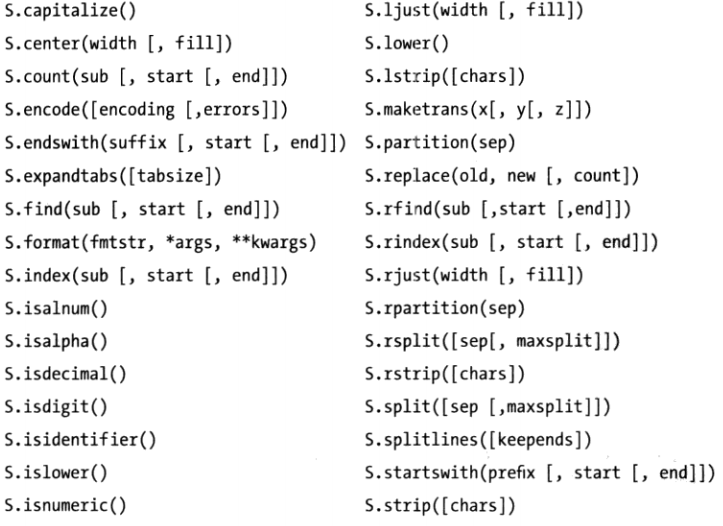 S.capitalize()
S.center(width [, fill])
S.count(sub [, start [, end]])
S.encode([encoding [,errors]])
S.endswith(suffix [, start [, end]])
S.expandtabs([tabsize])
S.find(sub [, start [, end]])
S.format(fmtstr, *args, **kwargs)
S.index(sub [, start [, end]])
S.isalnum()
S.isalpha()
S.isdecimal()
S.isdigit()
S.isidentifier()
S.islower()
S.isnumeric()
S.ljust(width [, fill])
S.lower()
S.lstrip([chars])
S.maketrans(x[, y[, z]])
S.partition(sep)
S.replace(old, new [, count])
S.rfind(sub [,start [,end]])
S.rindex(sub [, start [, end]])
S.rjust(width [, fill])
S.rpartition(sep)
S.rsplit([sep[, maxsplit]])
S.rstrip([chars])
S.split([sep [,maxsplit]])
S.splitlines([keepends])
S.startswith(prefix [, start [, end]])
S.strip([chars])